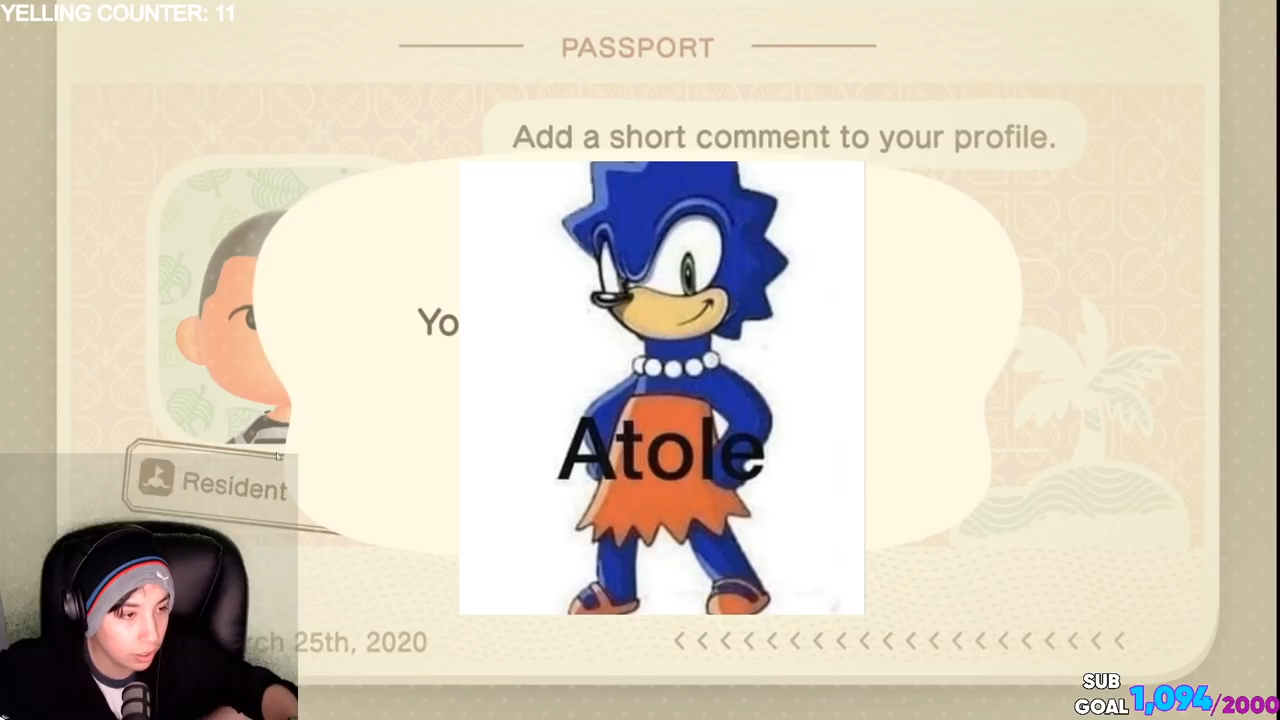 YELLING COUNTER: 11
PASSPORT
Add a short comment to your profile.
Yo
Atole
Resident
rch 25th, 2020
SUB
GOAL 1,094/2000